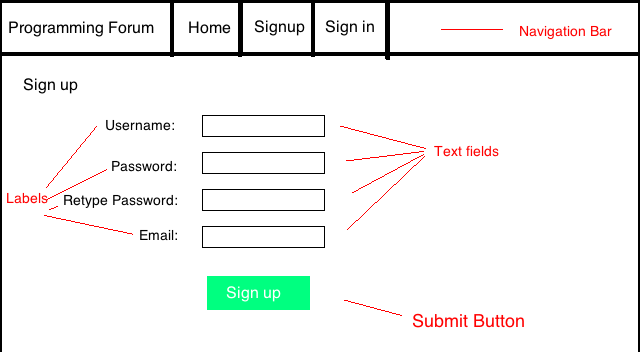 Programming Forum Home Signup Sign in Navigation Bar
Sign up
Username:
Text fields
Password:
Labels Retype Password:
Email:
Sign up
Submit Button